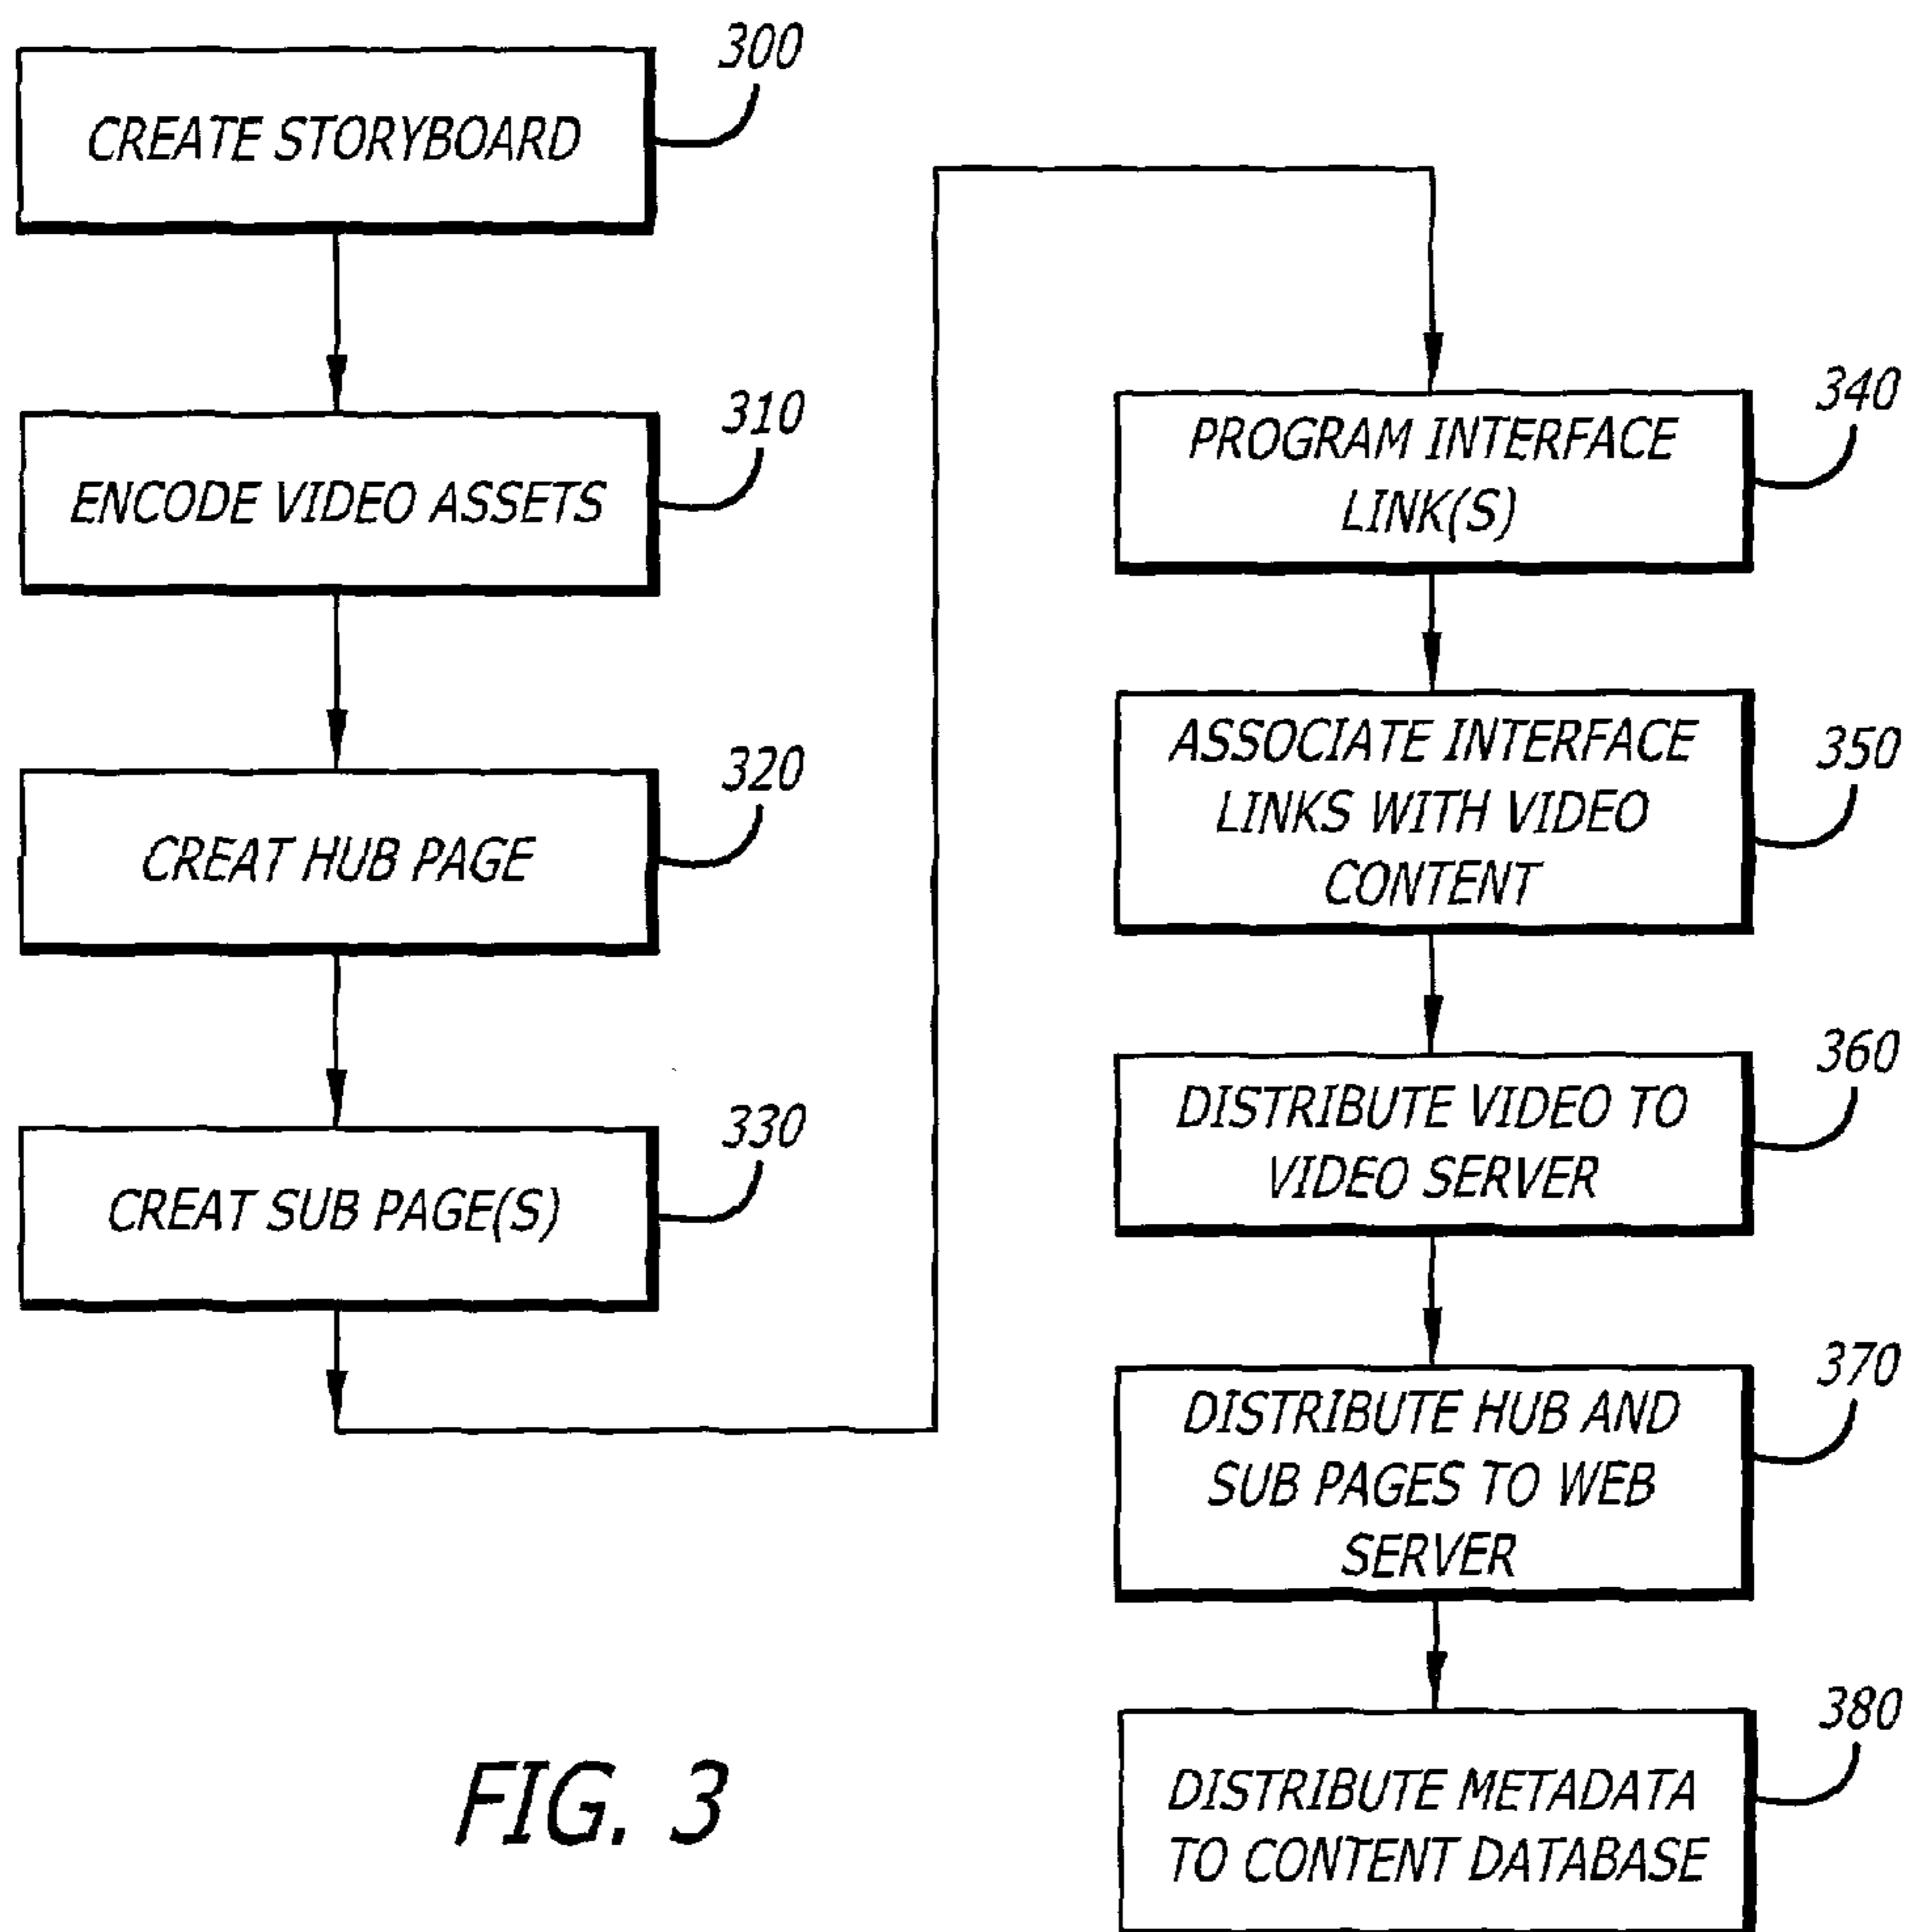 300
CREATE STORYBOARD
310
ENCODE VIDEO ASSETS
320
CREAT HUB PAGE
330
CREAT SUB PAGE(S)
340
PROGRAM INTERFACE
LINK(S)
350
ASSOCIATE INTERFACE
LINKS WITH VIDEO
CONTENT
360
DISTRIBUTE VIDEO TO
VIDEO SERVER
370
DISTRIBUTE HUB AND
SUB PAGES TO WEB
SERVER
380
DISTRIBUTE METADATA
TO CONTENT DATABASE
FIG. 3